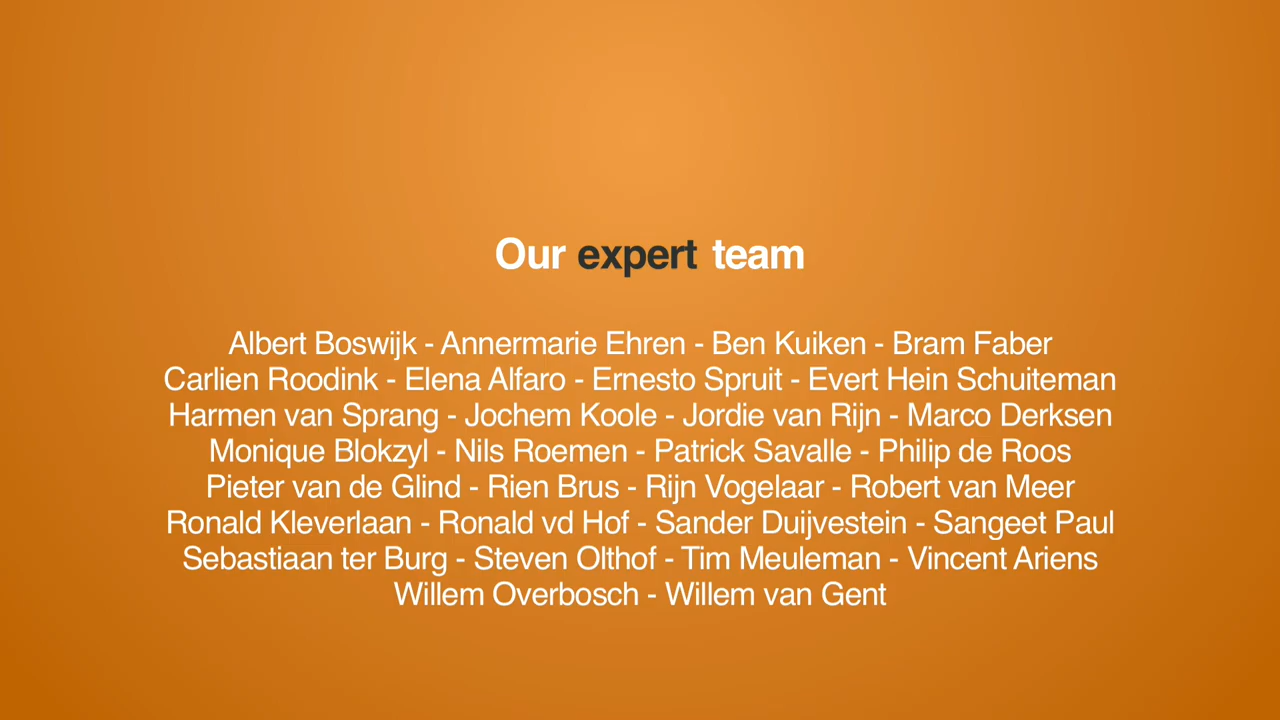 Our expert team
Albert Boswijk - Annermarie Ehren - Ben Kuiken - Bram Faber
Carlien Roodink - Elena Alfaro - Ernesto Spruit - Evert Hein Schuiteman
Harmen van Sprang - Jochem Koole - Jordie van Rijn - Marco Derksen
Monique Blokzyl - Nils Roemen - Patrick Savalle - Philip de Roos
Pieter van de Glind - Rien Brus - Rijn Vogelaar - Robert van Meer
Ronald Kleverlaan - Ronald vd Hof - Sander Duijvestein - Sangeet Paul
Sebastiaan ter Burg - Steven Olthof - Tim Meuleman - Vincent Ariens
Willem Overbosch - Willem van Gent